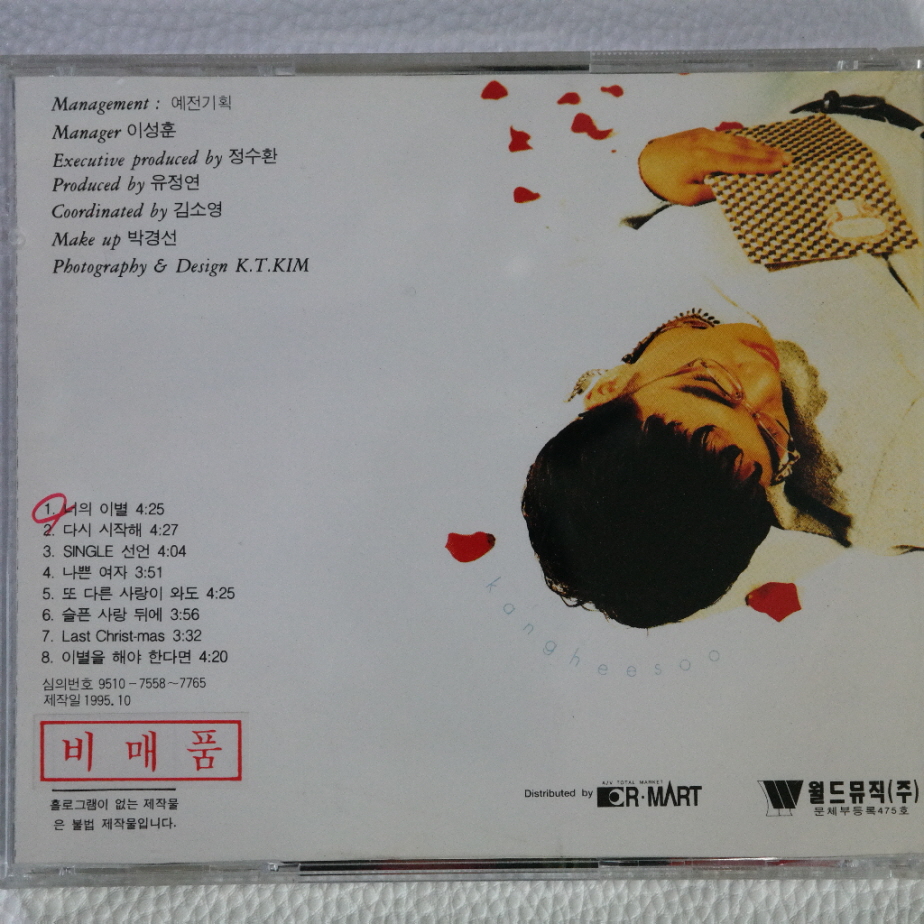 Management : 예전기획
Manager 이성훈
Executive produced by 정수환
Produced by 유정연
Coordinated by 김소영
Make up 박경선
Photography & Design K.T.KIM
1. 너의 이별 4:25
2. 다시 시작해 4:27
3. SINGLE 선언 4:04
4. 나쁜 여자 3:51
5. 또 다른 사랑이 와도 4:25
6. 슬픈 사랑 뒤에 3:56
7. Last Christ-mas 3:32
8. 이별을 해야 한다면 4:20
심의번호 9510-7558~7765
제작일 1995.10
비매품
홀로그램이 없는 제작물
은 불법 제작물입니다.
kangheesoo
A/V TOTAL MARKET
Distributed by CR·MART
월드뮤직(주)
문체부등록475호